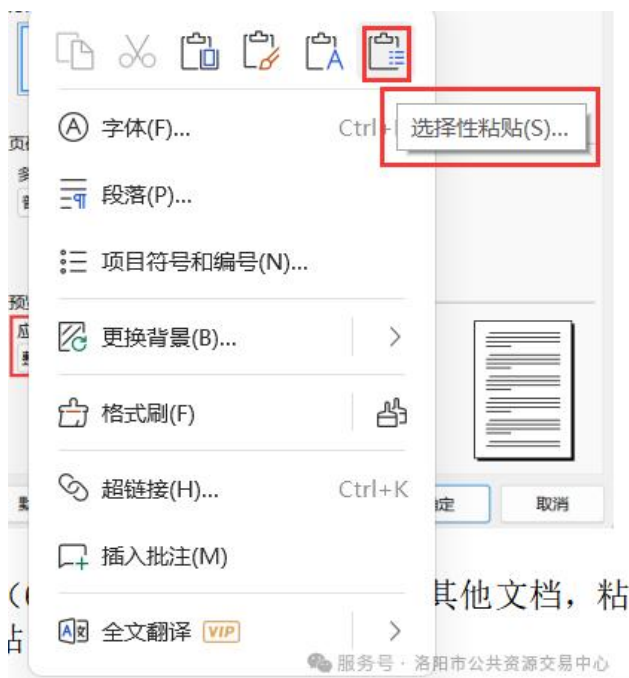 选择性粘贴(S)...
字体(F)...
段落(P)...
项目符号和编号(N)...
更换背景(B)...
格式刷(F)
超链接(H)... Ctrl+K
取消
插入批注(M)
其他文档，粘
全文翻译 VIP
服务号 · 洛阳市公共资源交易中心